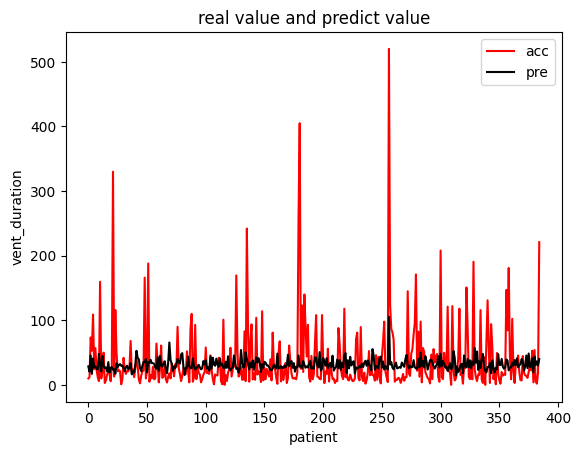 real value and predict value
acc
pre
500
400
300
200
100
0
vent_duration
0 50 100 150 200 250 300 350 400
patient